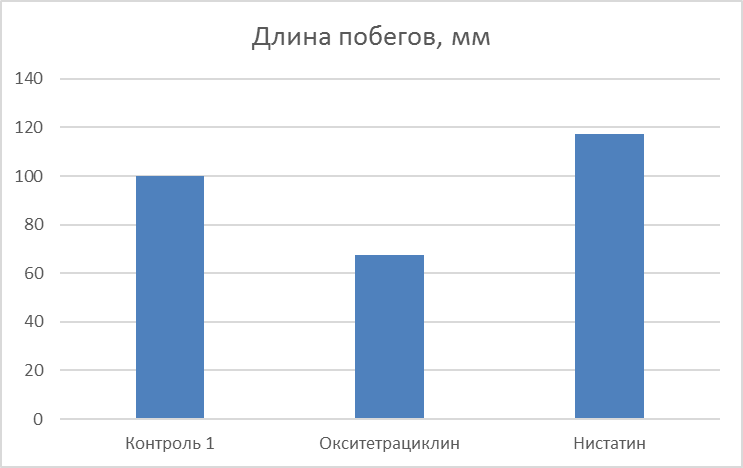 Длина побегов, мм
140
120
100
80
60
40
20
0
Контроль 1
Окситетрациклин
Нистатин